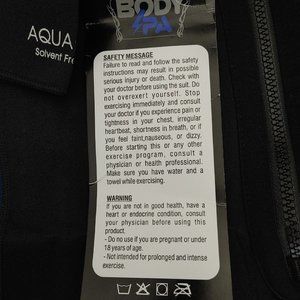 BODY
SPA
AQUA
Solvent Fre
SAFETY MESSAGE
Failure to read and follow the safety
instructions may result in possible
serious injury or death. Check with
your doctor before using the suit. Do
not overexert yourself. Stop
exercising immediately and consult
your doctor if you experience pain or
tightness in your chest, irregular
heartbeat, shortness in breath, or if
you feel faint,nauseous, or dizzy.
Before starting this or any other
exercise program, consult a
physician or health professional.
Make sure you have water and a
towel while exercising.
WARNING
If you are not in good health, have a
heart or endocrine condition, consult
your physician before using this
product.
- Do no use if you are pregnant or under
18 years of age.
- Not intended for prolonged and intense
exercise.